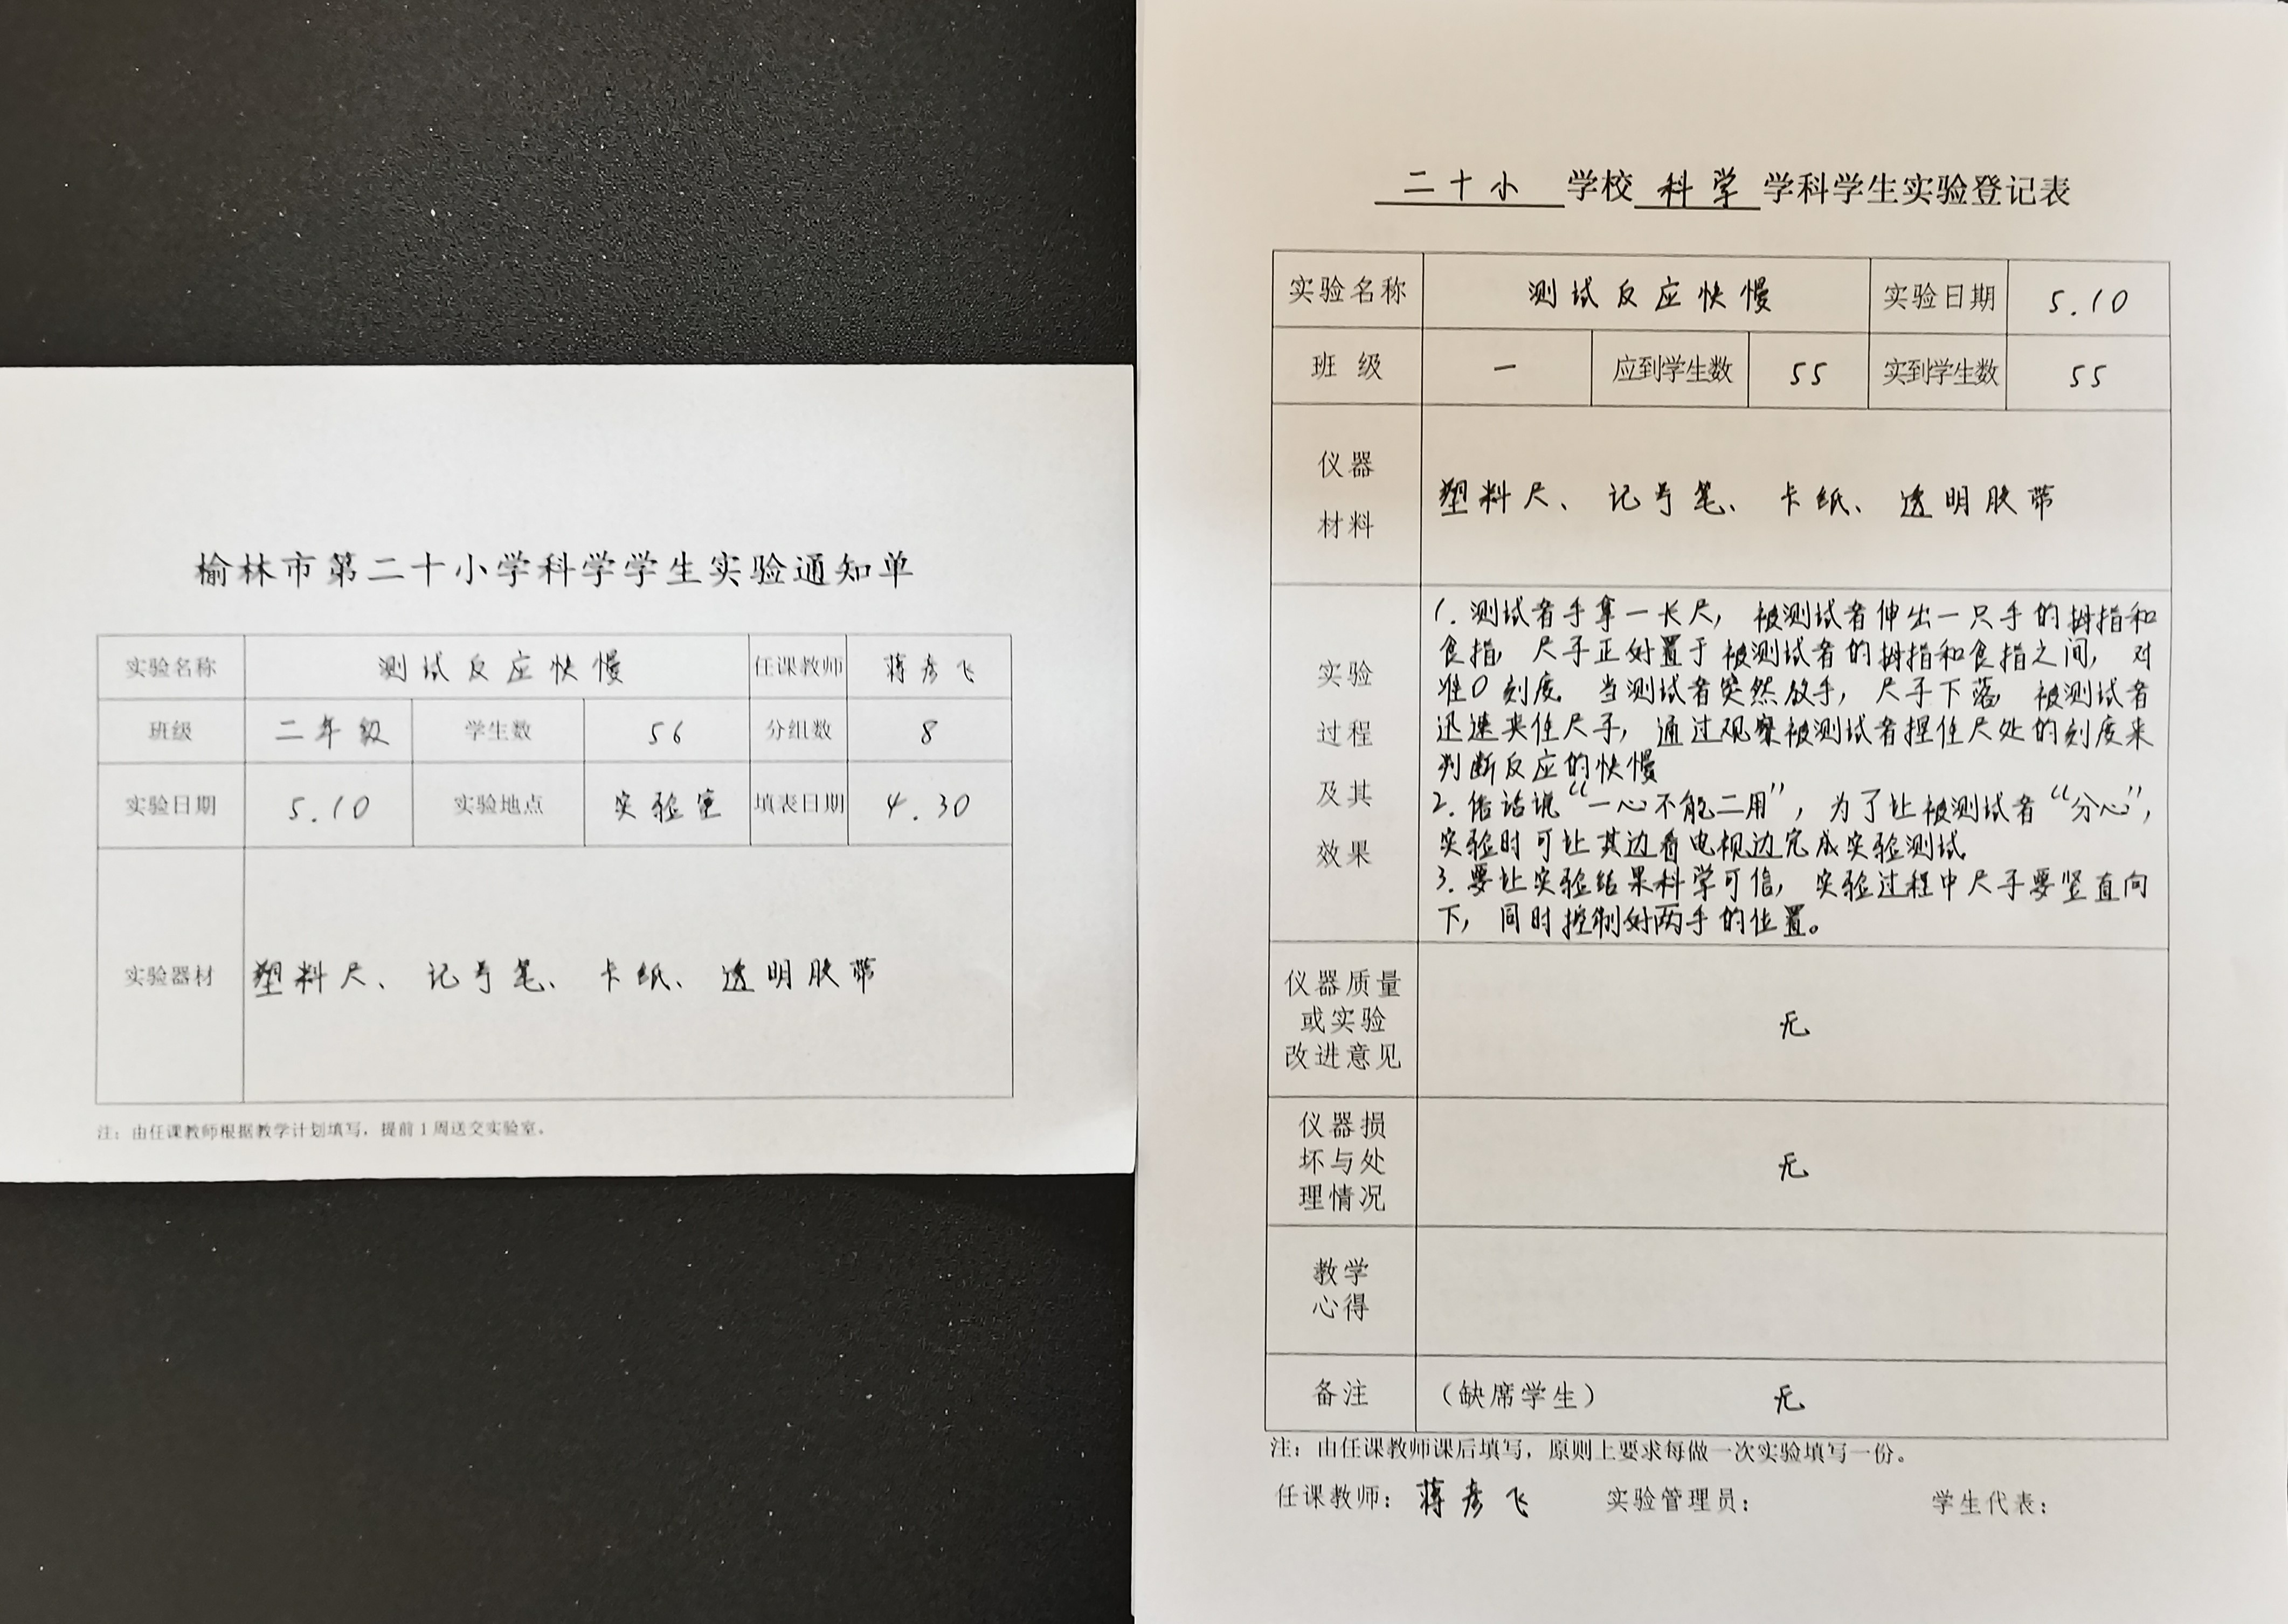 榆林市第二十小学科学学生实验通知单
实验名称 测试反应快慢 任课教师 蒋彦飞
班级 二年级 学生数 56 分组数 8
实验日期 5.10 实验地点 实验室 填表日期 4.30
实验器材 塑料尺、记号笔、卡纸、透明胶带
注：由任课教师根据教学计划填写，提前1周送交实验室。
二十小 学校 科学 学科学生实验登记表
实验名称 测试反应快慢 实验日期 5.10
班 级 一 应到学生数 55 实到学生数 55
仪器
材料
塑料尺、记号笔、卡纸、透明胶带
实验
过程
及其
效果
1.测试者手拿一长尺，被测试者伸出一只手的拇指和
食指，尺子正好置于被测试者的拇指和食指之间，对
准0刻度 当测试者突然放手，尺子下落，被测试者
迅速夹住尺子，通过观察被测试者捏住尺处的刻度来
判断反应的快慢
2.俗话说“一心不能二用”，为了让被测试者“分心”，
实验时可让其边看电视边完成实验测试
3.要让实验结果科学可信，实验过程中尺子要竖直向
下，同时控制好两手的位置。
仪器质量
或实验
改进意见
无
仪器损
坏与处
理情况
无
教学
心得
备注 （缺席学生） 无
注：由任课教师课后填写，原则上要求每做一次实验填写一份。
任课教师：蒋彦飞 实验管理员： 学生代表：